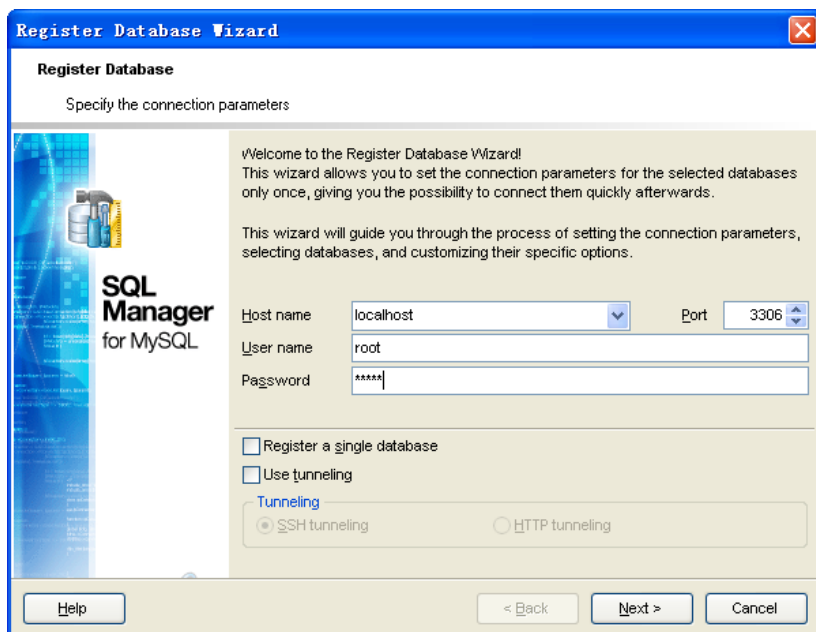 Register Database Wizard
Register Database
Specify the connection parameters
Welcome to the Register Database Wizard!
This wizard allows you to set the connection parameters for the selected databases
only once, giving you the possibility to connect them quickly afterwards.
This wizard will guide you through the process of setting the connection parameters,
selecting databases, and customizing their specific options.
SQL
Manager
for MySQL
Host name localhost Port 3306
User name root
Password *****
Register a single database
Use tunneling
Tunneling
SSH tunneling HTTP tunneling
Help < Back Next > Cancel